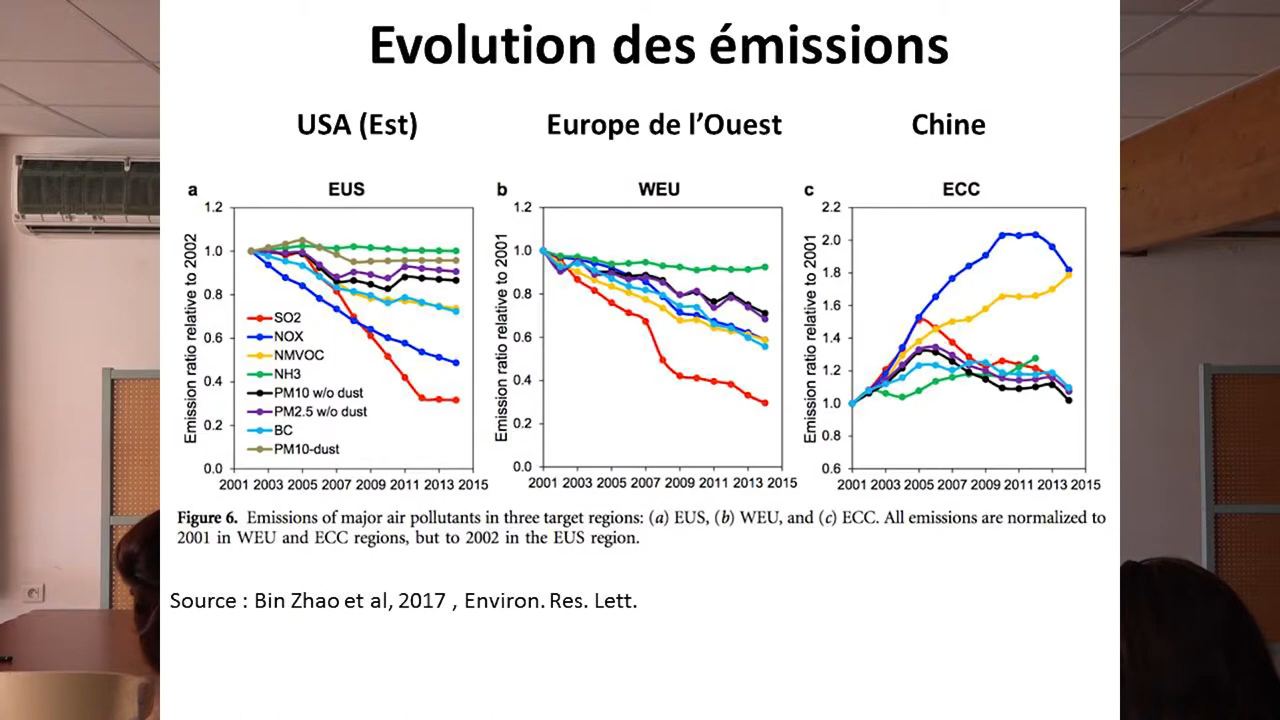 Evolution des émissions
USA (Est)
Europe de l'Ouest
Chine
a
EUS
Emission ratio relative to 2002
1.2
1.0
0.8
0.6
0.4
0.2
0.0
SO2
NOX
NMVOC
NH3
PM10 w/o dust
PM2.5 w/o dust
BC
PM10-dust
2001 2003 2005 2007 2009 2011 2013 2015
b
WEU
Emission ratio relative to 2001
1.2
1.0
0.8
0.6
0.4
0.2
0.0
2001 2003 2005 2007 2009 2011 2013 2015
c
ECC
Emission ratio relative to 2001
2.2
2.0
1.8
1.6
1.4
1.2
1.0
0.8
0.6
2001 2003 2005 2007 2009 2011 2013 2015
Figure 6. Emissions of major air pollutants in three target regions: (a) EUS, (b) WEU, and (c) ECC. All emissions are normalized to
2001 in WEU and ECC regions, but to 2002 in the EUS region.
Source : Bin Zhao et al, 2017 , Environ. Res. Lett.